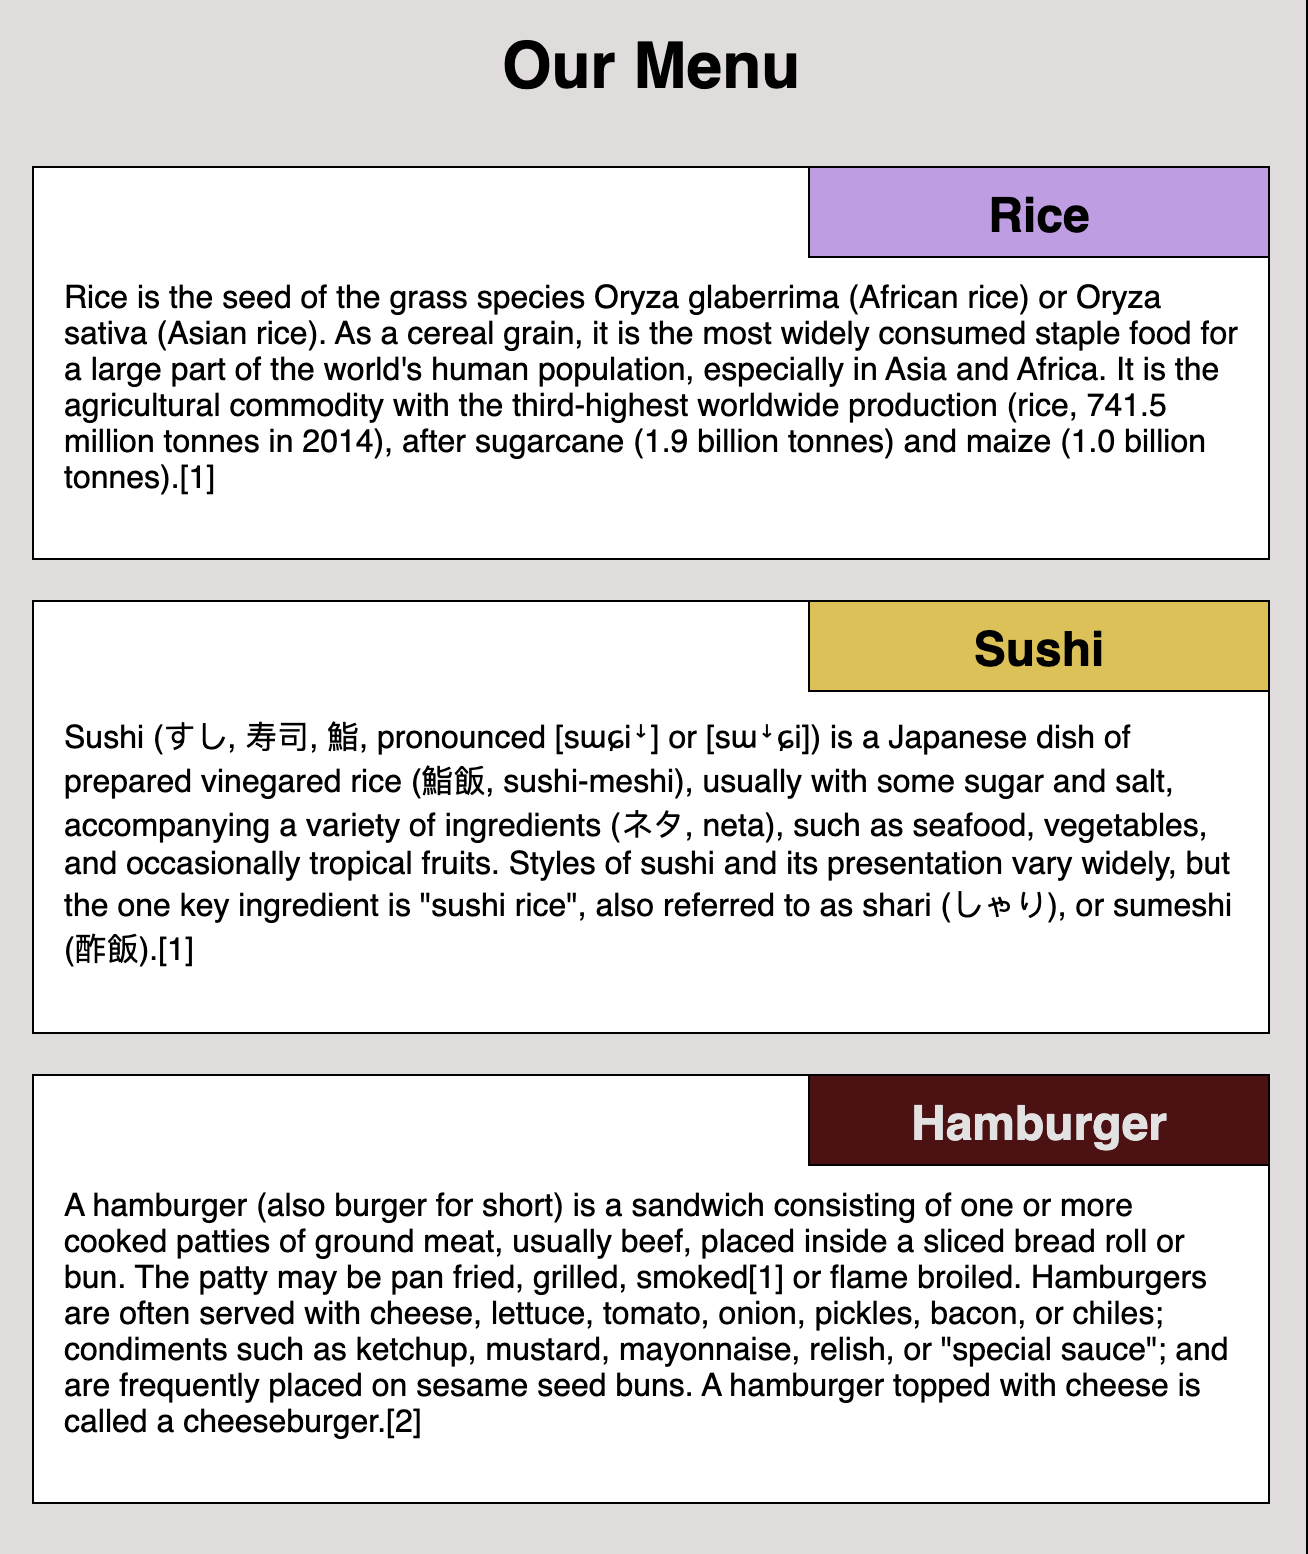 Our Menu
Rice
Rice is the seed of the grass species Oryza glaberrima (African rice) or Oryza
sativa (Asian rice). As a cereal grain, it is the most widely consumed staple food for
a large part of the world's human population, especially in Asia and Africa. It is the
agricultural commodity with the third-highest worldwide production (rice, 741.5
million tonnes in 2014), after sugarcane (1.9 billion tonnes) and maize (1.0 billion
tonnes).[1]
Sushi
Sushi (すし, 寿司, 鮨, pronounced [sɯɕiꜜ] or [sɯꜜɕi]) is a Japanese dish of
prepared vinegared rice (鮨飯, sushi-meshi), usually with some sugar and salt,
accompanying a variety of ingredients (ネタ, neta), such as seafood, vegetables,
and occasionally tropical fruits. Styles of sushi and its presentation vary widely, but
the one key ingredient is "sushi rice", also referred to as shari (しゃり), or sumeshi
(酢飯).[1]
Hamburger
A hamburger (also burger for short) is a sandwich consisting of one or more
cooked patties of ground meat, usually beef, placed inside a sliced bread roll or
bun. The patty may be pan fried, grilled, smoked[1] or flame broiled. Hamburgers
are often served with cheese, lettuce, tomato, onion, pickles, bacon, or chiles;
condiments such as ketchup, mustard, mayonnaise, relish, or "special sauce"; and
are frequently placed on sesame seed buns. A hamburger topped with cheese is
called a cheeseburger.[2]